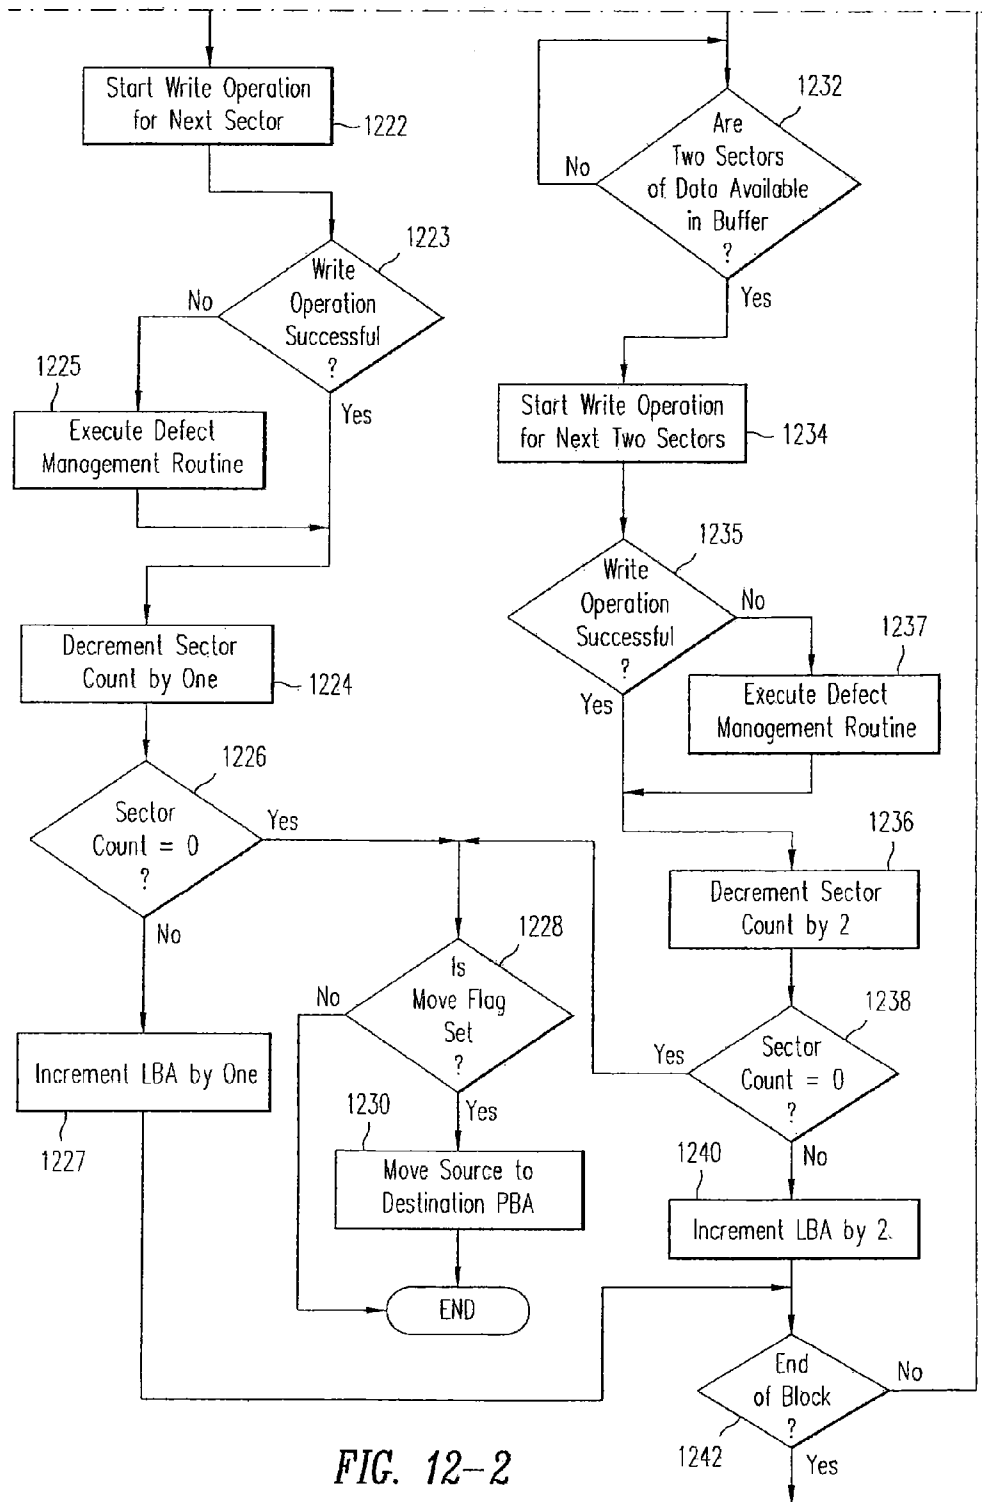 Start Write Operation
for Next Sector
1222
Write
Operation
Successful
?
1223
No
Yes
1225
Execute Defect
Management Routine
Decrement Sector
Count by One
1224
1226
Sector
Count = 0
?
Yes
No
Increment LBA by One
1227
1228
Is
Move Flag
Set
?
No
Yes
1230
Move Source to
Destination PBA
END
1232
Are
Two Sectors
of Data Available
in Buffer
?
No
Yes
Start Write Operation
for Next Two Sectors
1234
1235
Write
Operation
Successful
?
No
Yes
1237
Execute Defect
Management Routine
1236
Decrement Sector
Count by 2
1238
Sector
Count = 0
?
Yes
No
1240
Increment LBA by 2.
End
of Block
?
No
1242
Yes
FIG. 12-2